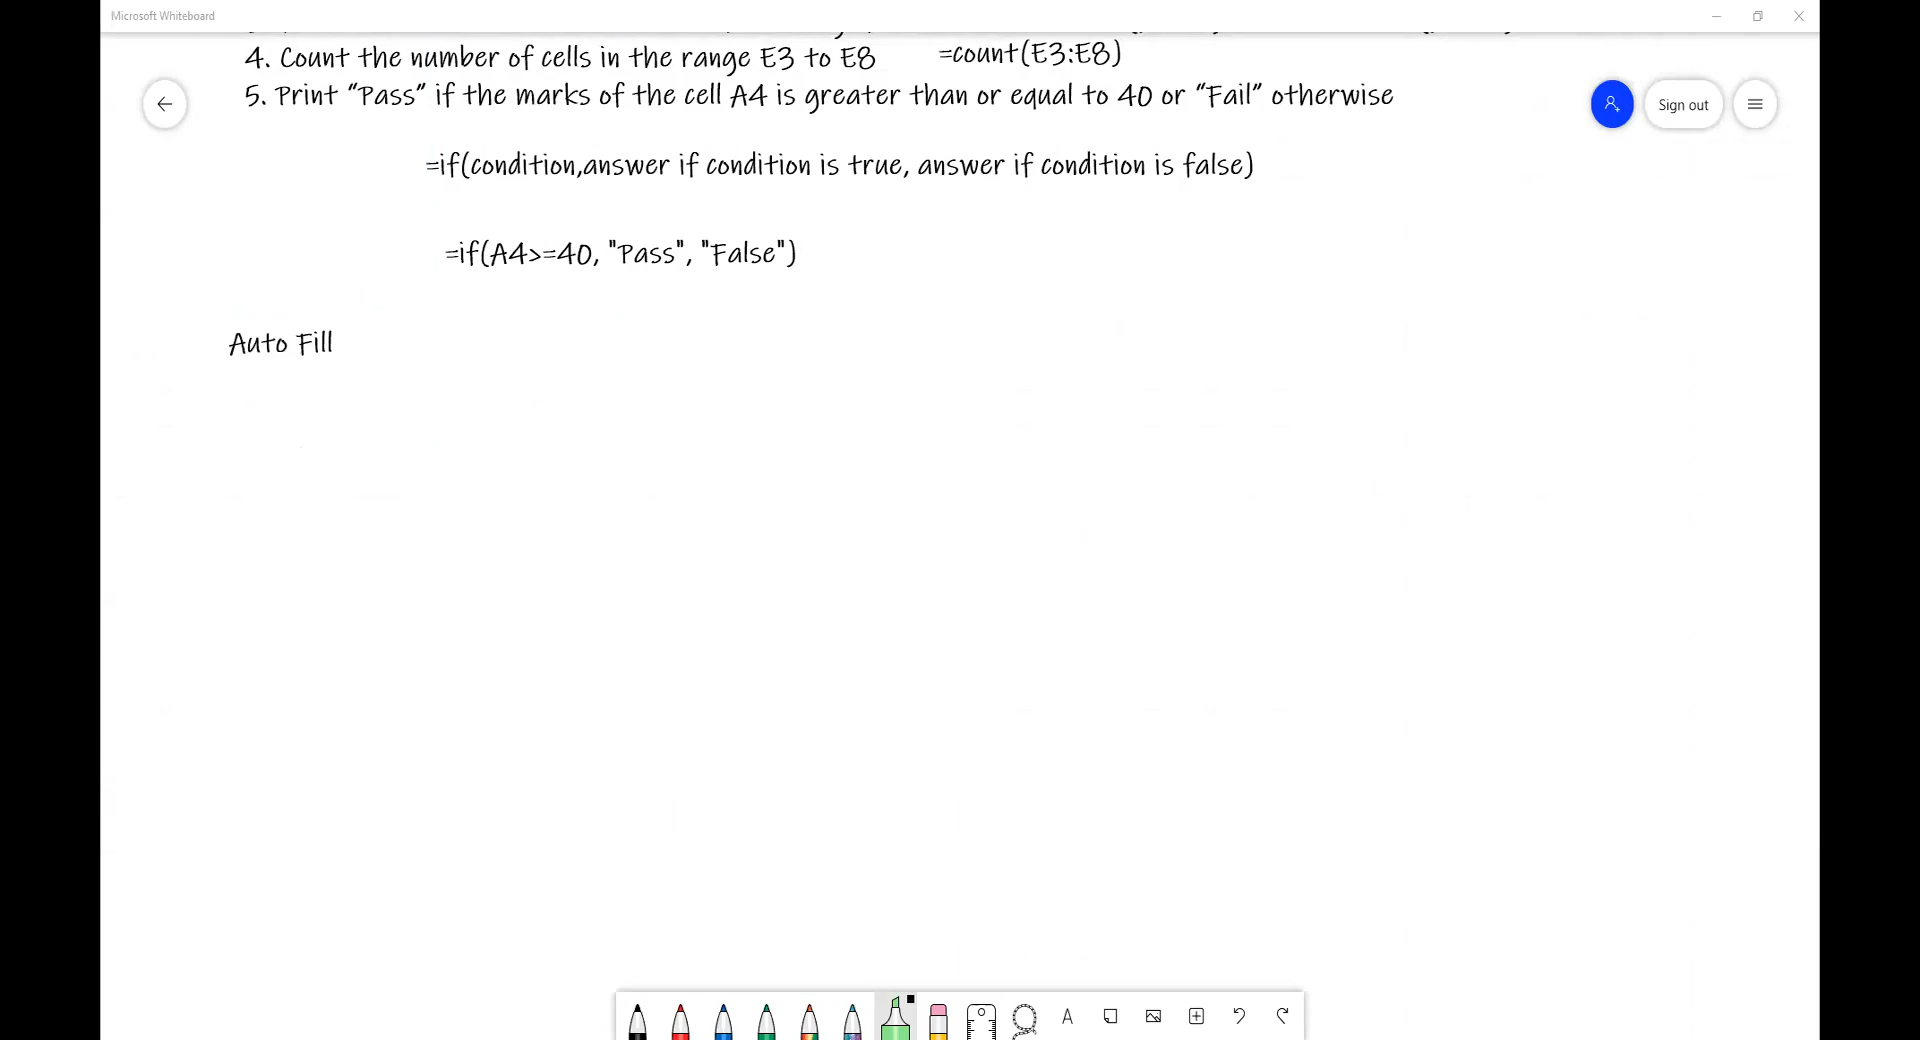 Microsoft Whiteboard
4. Count the number of cells in the range E3 to E8 =count(E3:E8)
5. Print “Pass” if the marks of the cell A4 is greater than or equal to 40 or “Fail” otherwise
Sign out
=if(condition,answer if condition is true, answer if condition is false)
=if(A4>=40, "Pass", "False")
Auto Fill